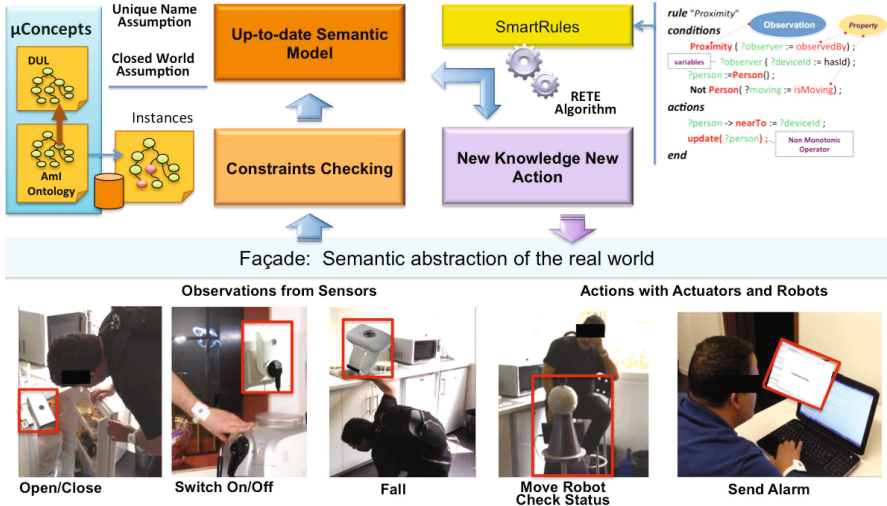 µConcepts
DUL
AmI
Ontology
Instances
Unique Name
Assumption
Closed World
Assumption
Up-to-date Semantic
Model
Constraints Checking
SmartRules
RETE
Algorithm
New Knowledge New
Action
rule "Proximity"
Observation
Property
conditions
Proximity ( ?observer := observedBy) ;
variables
?observer ( ?deviceId := hasId) ;
?person :=Person() ;
Not Person( ?moving := isMoving) ;
actions
?person -> nearTo := ?deviceId ;
update( ?person) ;
Non Monotonic
Operator
end
Façade: Semantic abstraction of the real world
Observations from Sensors
Actions with Actuators and Robots
Open/Close
Switch On/Off
Fall
Move Robot
Check Status
Send Alarm